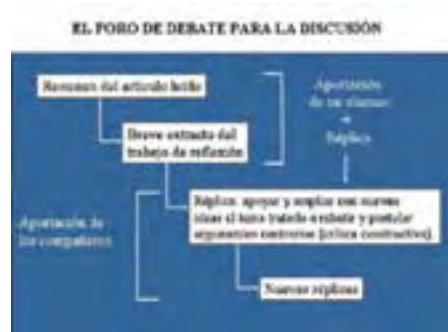 EL FORO DE DEBATE PARA LA DISCUSIÓN
Resumen del artículo leído
Aportación
de un alumno
Réplica
Breve extracto del
trabajo de reflexión
Réplica: apoyar y ampliar con nuevas
ideas el tema tratado o rebatir y postular
argumentos contrarios (crítica constructiva).
Aportación de
los compañeros
Nuevas réplicas